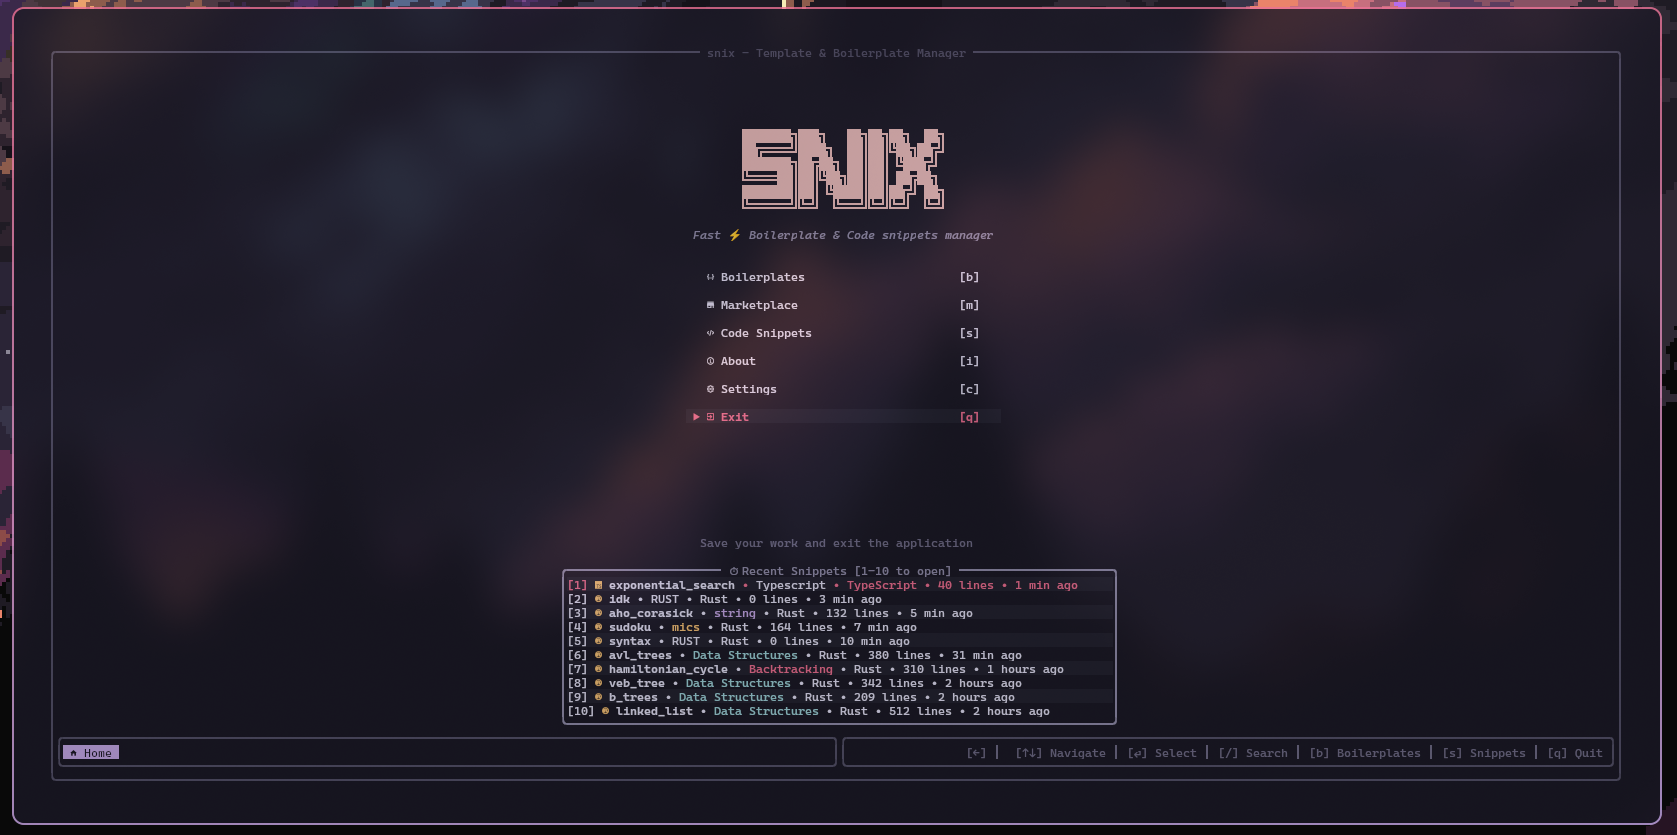 snix — Template & Boilerplate Manager
SNIX
Fast ⚡ Boilerplate & Code snippets manager
Boilerplates [b]
Marketplace [m]
Code Snippets [s]
About [i]
Settings [c]
▶ Exit [q]
Save your work and exit the application
Recent Snippets [1-10 to open]
[1] exponential_search • Typescript • TypeScript • 40 lines • 1 min ago
[2] idk • RUST • Rust • 0 lines • 3 min ago
[3] aho_corasick • string • Rust • 132 lines • 5 min ago
[4] sudoku • mics • Rust • 164 lines • 7 min ago
[5] syntax • RUST • Rust • 0 lines • 10 min ago
[6] avl_trees • Data Structures • Rust • 380 lines • 31 min ago
[7] hamiltonian_cycle • Backtracking • Rust • 310 lines • 1 hours ago
[8] veb_tree • Data Structures • Rust • 342 lines • 2 hours ago
[9] b_trees • Data Structures • Rust • 209 lines • 2 hours ago
[10] linked_list • Data Structures • Rust • 512 lines • 2 hours ago
Home
[←] | [↑↓] Navigate | [↵] Select | [/] Search | [b] Boilerplates | [s] Snippets | [q] Quit